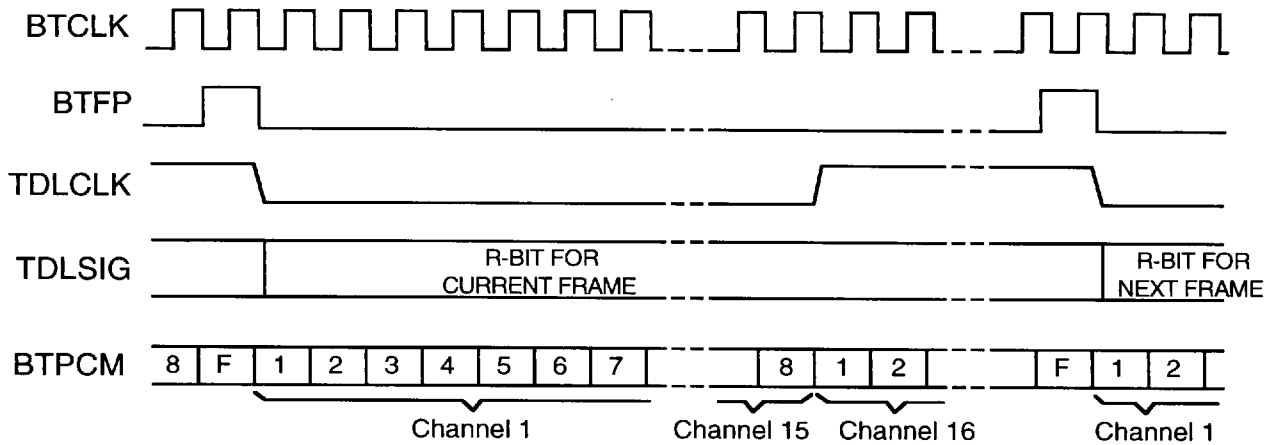 BTCLK
BTFP
TDLCLK
TDLSIG
R-BIT FOR
CURRENT FRAME
R-BIT FOR
NEXT FRAME
BTPCM
8 F 1 2 3 4 5 6 7 8 1 2 F 1 2
Channel 1 Channel 15 Channel 16 Channel 1